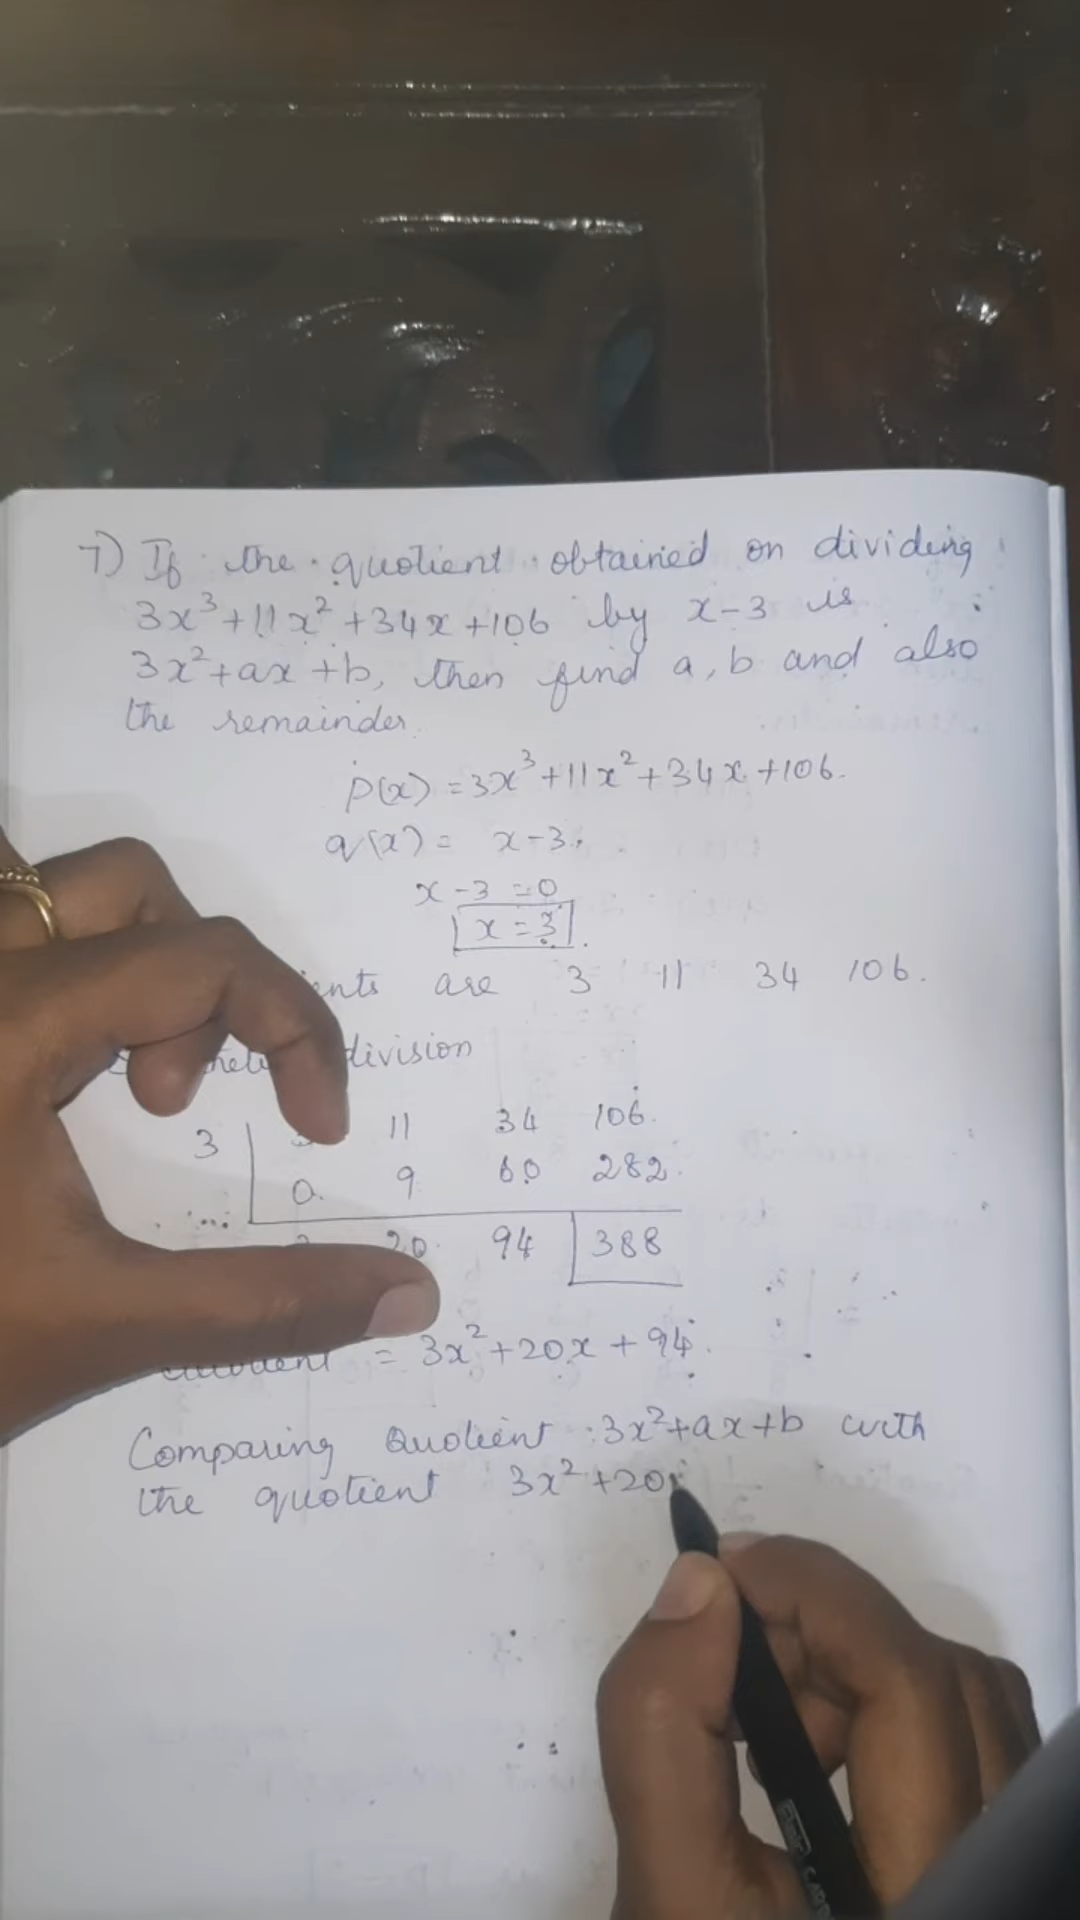 7) If the quotient obtained on dividing
3x³+11x²+34x+106 by x-3 is
3x²+ax+b, then find a, b and also
the remainder.
p(x) = 3x³+11x²+34x+106.
q(x) = x-3.
x-3 = 0
x = 3
are 3 11 34 106.
division
3 11 34 106.
0 9 60 282.
20 94 388
= 3x²+20x+94.
Comparing Quotient : 3x²+ax+b with
the quotient 3x²+20